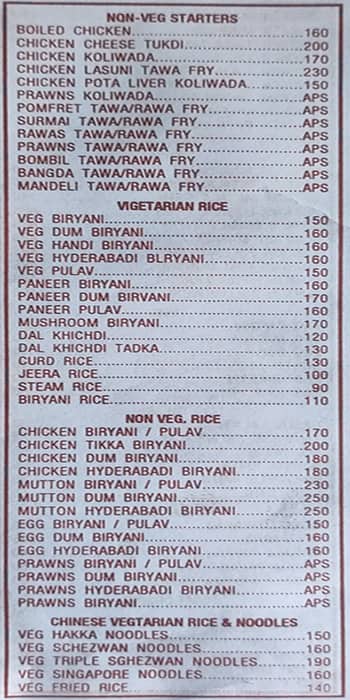 NON-VEG STARTERS
BOILED CHICKEN.....160
CHICKEN CHEESE TUKDI.....200
CHICKEN KOLIWADA.....170
CHICKEN LASUNI TAWA FRY.....230
CHICKEN POTA LIVER KOLIWADA.....150
PRAWNS KOLIWADA.....APS
POMFRET TAWA/RAWA FRY.....APS
SURMAI TAWA/RAWA FRY.....APS
RAWAS TAWA/RAWA FRY.....APS
PRAWNS TAWA/RAWA FRY.....APS
BOMBIL TAWA/RAWA FRY.....APS
BANGDA TAWA/RAWA FRY.....APS
MANDELI TAWA/RAWA FRY.....APS
VIGETARIAN RICE
VEG BIRYANI.....150
VEG DUM BIRYANI.....160
VEG HANDI BIRYANI.....160
VEG HYDERABADI BLRYANI.....160
VEG PULAV.....150
PANEER BIRYANI.....160
PANEER DUM BIRVANI.....170
PANEER PULAV.....160
MUSHROOM BIRYANI.....170
DAL KHICHDI.....120
DAL KHICHDI TADKA.....130
CURD RICE.....130
JEERA RICE.....100
STEAM RICE.....90
BIRYANI RICE.....110
NON VEG. RICE
CHICKEN BIRYANI / PULAV.....170
CHICKEN TIKKA BIRYANI.....200
CHICKEN DUM BIRYANI.....180
CHICKEN HYDERABADI BIRYANI.....180
MUTTON BIRYANI / PULAV.....230
MUTTON DUM BIRYANI.....250
MUTTON HYDERABADI BIRYANI.....250
EGG BIRYANI / PULAV.....150
EGG DUM BIRYANI.....160
EGG HYDERABADI BIRYANI.....160
PRAWNS BIRYANI / PULAV.....APS
PRAWNS DUM BIRYANI.....APS
PRAWNS HYDERABADI BIRYANI.....APS
PRAWNS BIRYANI.....APS
CHINESE VEGTARIAN RICE & NOODLES
VEG HAKKA NOODLES.....150
VEG SCHEZWAN NOODLES.....160
VEG TRIPLE SGHEZWAN NOODLES.....190
VEG SINGAPORE NOODLES.....160
VEG FRIED RICE.....